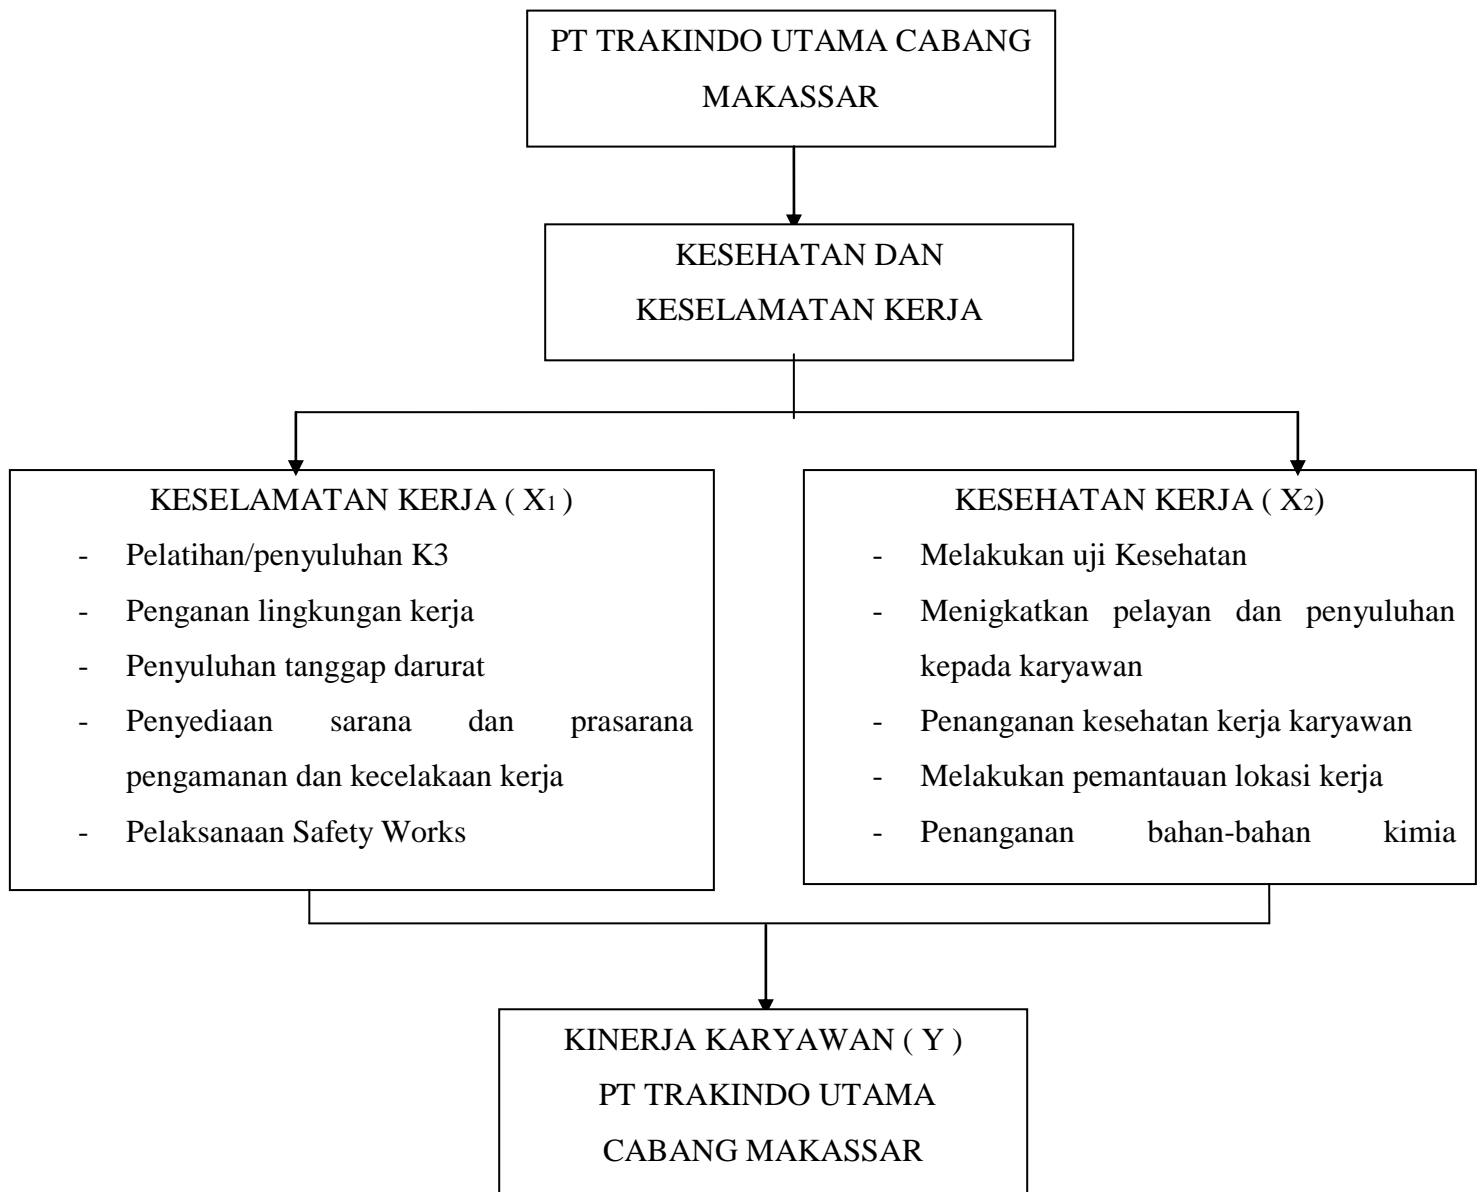 PT TRAKINDO UTAMA CABANG
MAKASSAR
KESEHATAN DAN
KESELAMATAN KERJA
KESELAMATAN KERJA ( X1 )
- Pelatihan/penyuluhan K3
- Penganan lingkungan kerja
- Penyuluhan tanggap darurat
- Penyediaan sarana dan prasarana
pengamanan dan kecelakaan kerja
- Pelaksanaan Safety Works
KESEHATAN KERJA ( X2)
- Melakukan uji Kesehatan
- Menigkatkan pelayan dan penyuluhan
kepada karyawan
- Penanganan kesehatan kerja karyawan
- Melakukan pemantauan lokasi kerja
- Penanganan bahan-bahan kimia
KINERJA KARYAWAN ( Y )
PT TRAKINDO UTAMA
CABANG MAKASSAR